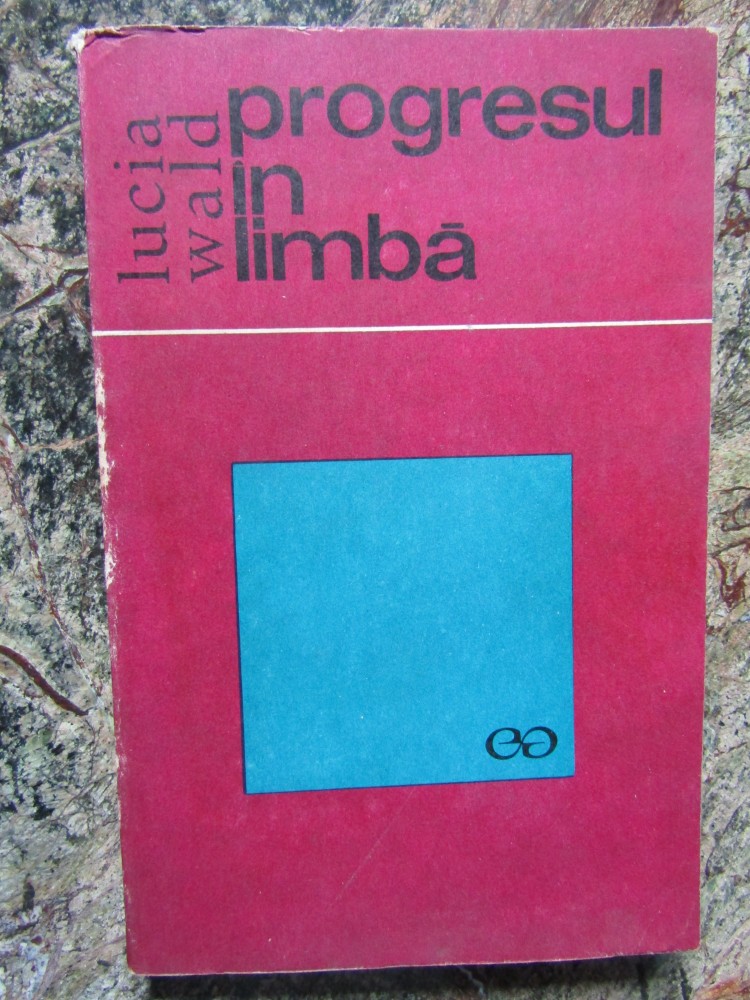 lucia
wald
progresul
în
limbă